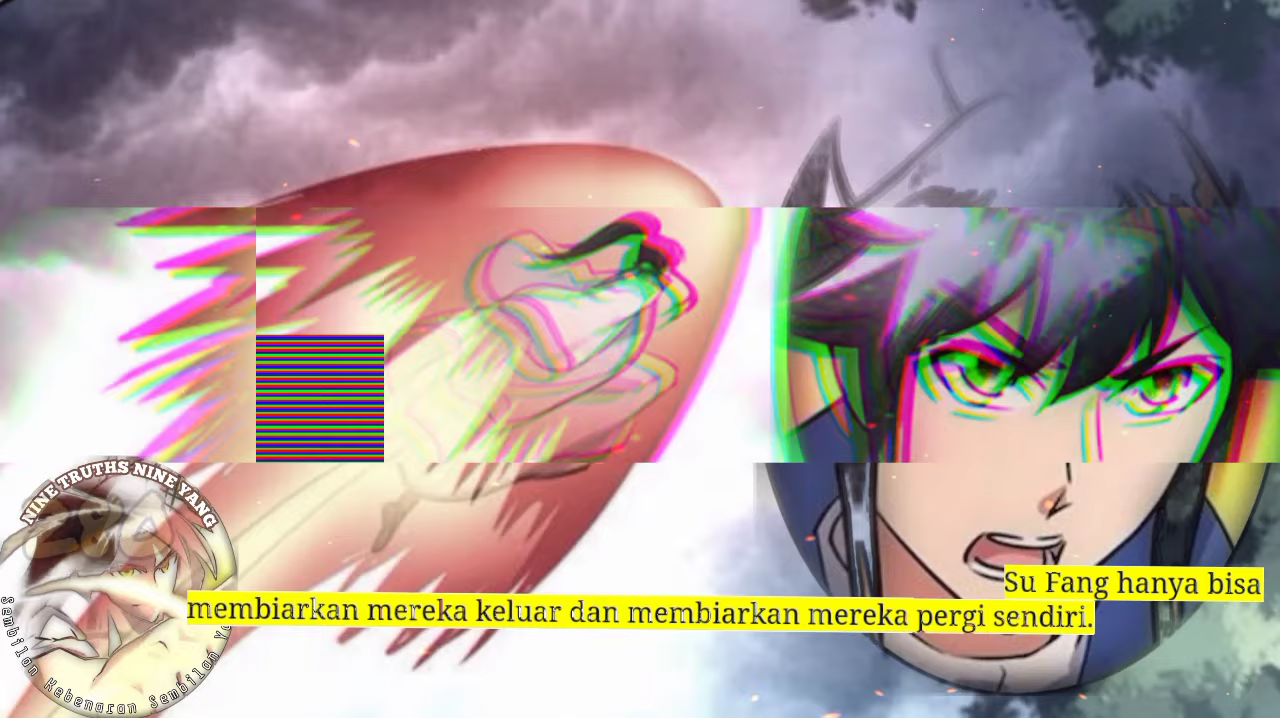 NINE TRUTHS NINE YANG
Sembilan Kebenaran Sembilan
Su Fang hanya bisa
membiarkan mereka keluar dan membiarkan mereka pergi sendiri.